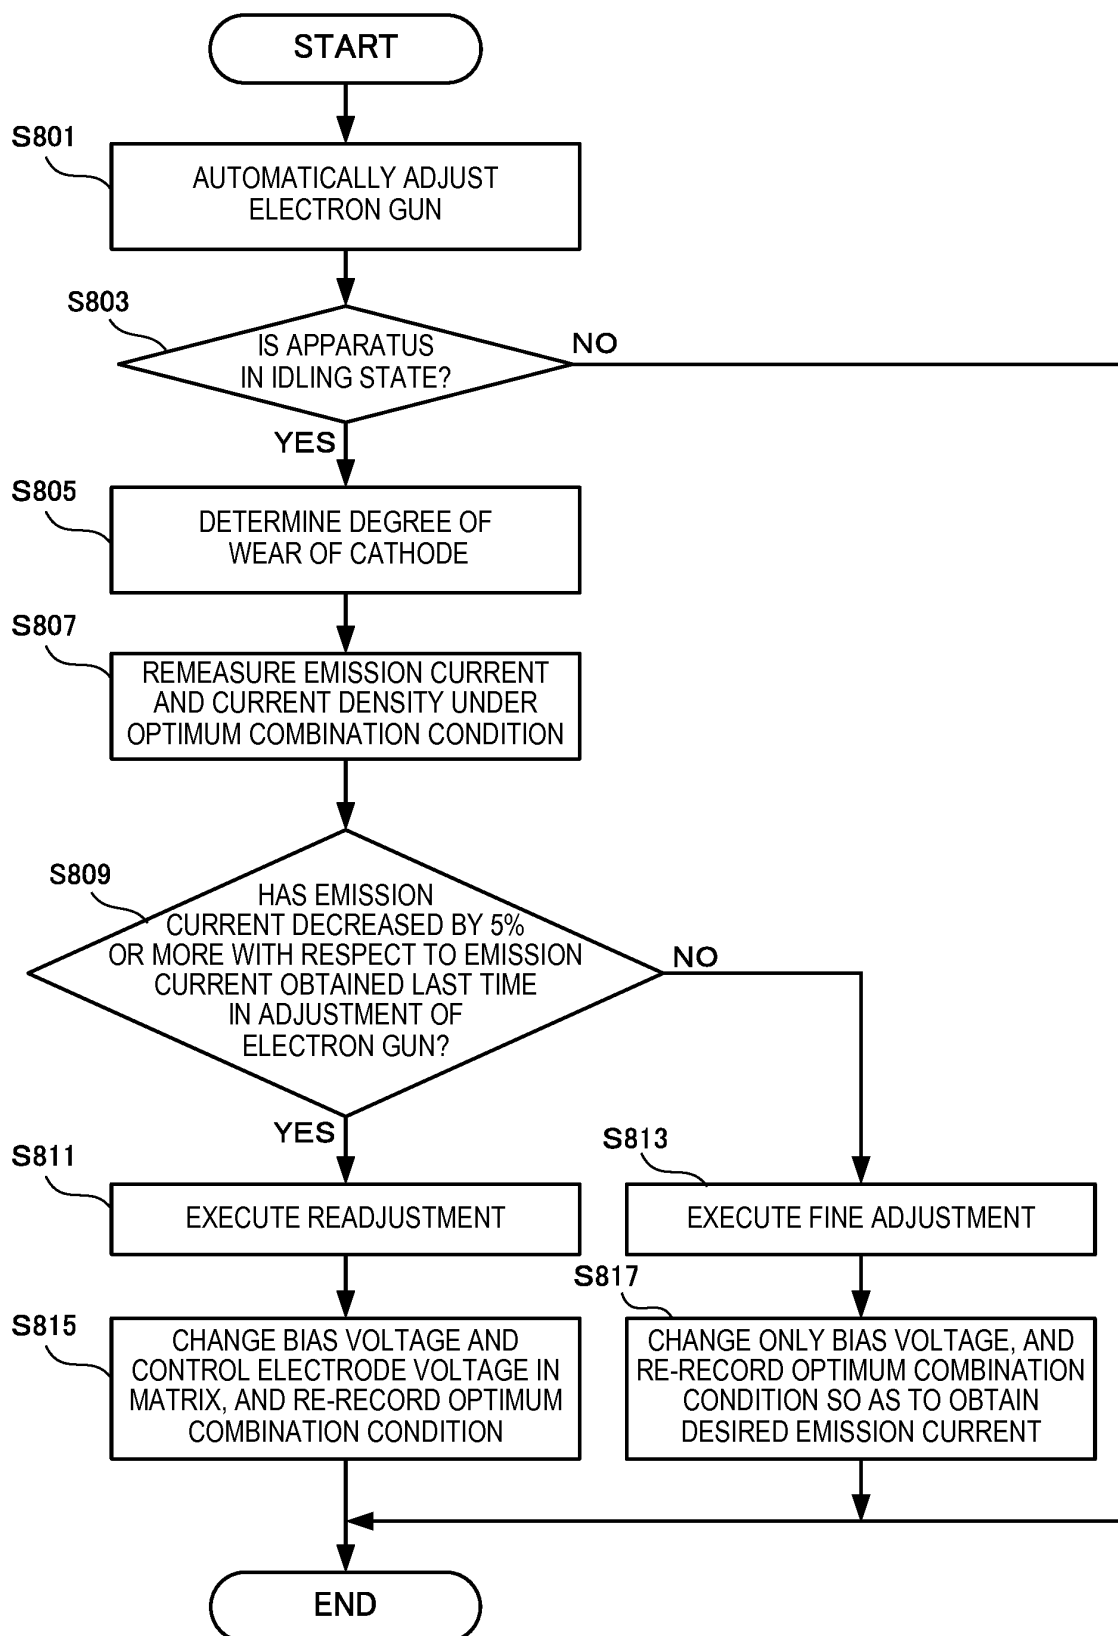 START
S801
AUTOMATICALLY ADJUST
ELECTRON GUN
S803
IS APPARATUS
IN IDLING STATE?
NO
YES
S805
DETERMINE DEGREE OF
WEAR OF CATHODE
S807
REMEASURE EMISSION CURRENT
AND CURRENT DENSITY UNDER
OPTIMUM COMBINATION CONDITION
S809
HAS EMISSION
CURRENT DECREASED BY 5%
OR MORE WITH RESPECT TO EMISSION
CURRENT OBTAINED LAST TIME
IN ADJUSTMENT OF
ELECTRON GUN?
NO
YES
S811
EXECUTE READJUSTMENT
S813
EXECUTE FINE ADJUSTMENT
S815
CHANGE BIAS VOLTAGE AND
CONTROL ELECTRODE VOLTAGE IN
MATRIX, AND RE-RECORD OPTIMUM
COMBINATION CONDITION
S817
CHANGE ONLY BIAS VOLTAGE, AND
RE-RECORD OPTIMUM COMBINATION
CONDITION SO AS TO OBTAIN
DESIRED EMISSION CURRENT
END